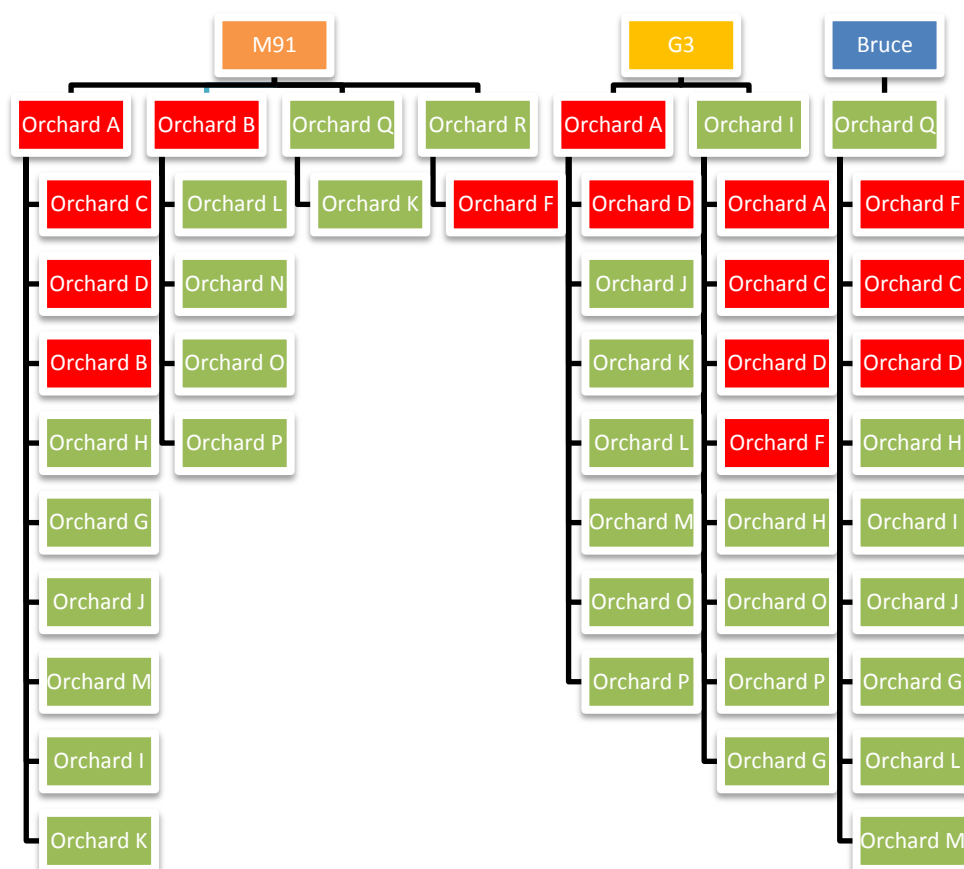 M91
G3
Bruce
Orchard A
Orchard B
Orchard Q
Orchard R
Orchard A
Orchard I
Orchard Q
Orchard C
Orchard L
Orchard K
Orchard F
Orchard D
Orchard A
Orchard F
Orchard D
Orchard N
Orchard J
Orchard C
Orchard C
Orchard B
Orchard O
Orchard K
Orchard D
Orchard D
Orchard H
Orchard P
Orchard L
Orchard F
Orchard H
Orchard G
Orchard M
Orchard H
Orchard I
Orchard J
Orchard O
Orchard O
Orchard J
Orchard M
Orchard P
Orchard P
Orchard G
Orchard I
Orchard G
Orchard L
Orchard K
Orchard M